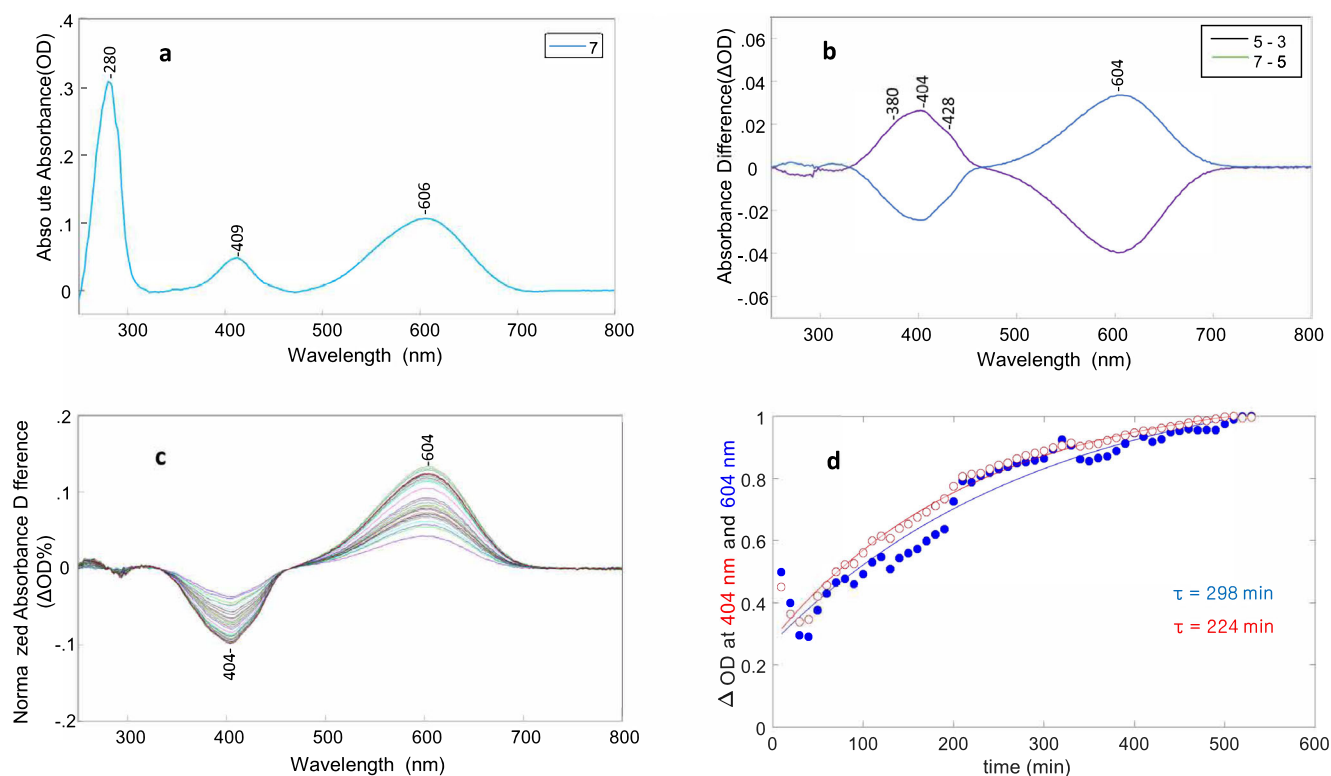 a
7
-280
-409
-606
Abso ute Absorbance(OD)
.4
.3
.2
.1
0
300 400 500 600 700 800
Wavelength (nm)
b
5 - 3
7 - 5
-380
-404
-428
-604
Absorbance Difference(ΔOD)
.06
.04
.02
0
-.02
-.04
-.06
300 400 500 600 700 800
Wavelength (nm)
c
-604
404-
Norma zed Absorbance D fference
(ΔOD%)
.2
.1
0
-.1
-.2
300 400 500 600 700 800
Wavelength (nm)
d
Δ OD at 404 nm and 604 nm
1
0.8
0.6
0.4
0.2
0
τ = 298 min
τ = 224 min
0 100 200 300 400 500 600
time (min)